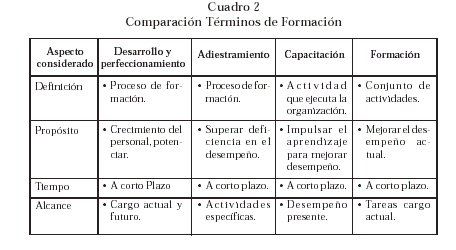 Cuadro 2
Comparación Términos de Formación
Aspecto considerado | Desarrollo y perfeccionamiento | Adiestramiento | Capacitación | Formación
Definición | • Proceso de formación. | • Proceso de formación. | • Actividad que ejecuta la organización. | • Conjunto de actividades.
Propósito | • Crecimiento del personal, potenciar. | • Superar deficiencia en el desempeño. | • Impulsar el aprendizaje para mejorar desempeño. | • Mejorar el desempeño actual.
Tiempo | • A corto Plazo | • A corto plazo. | • A corto plazo. | • A corto plazo.
Alcance | • Cargo actual y futuro. | • Actividades específicas. | • Desempeño presente. | • Tareas cargo actual.